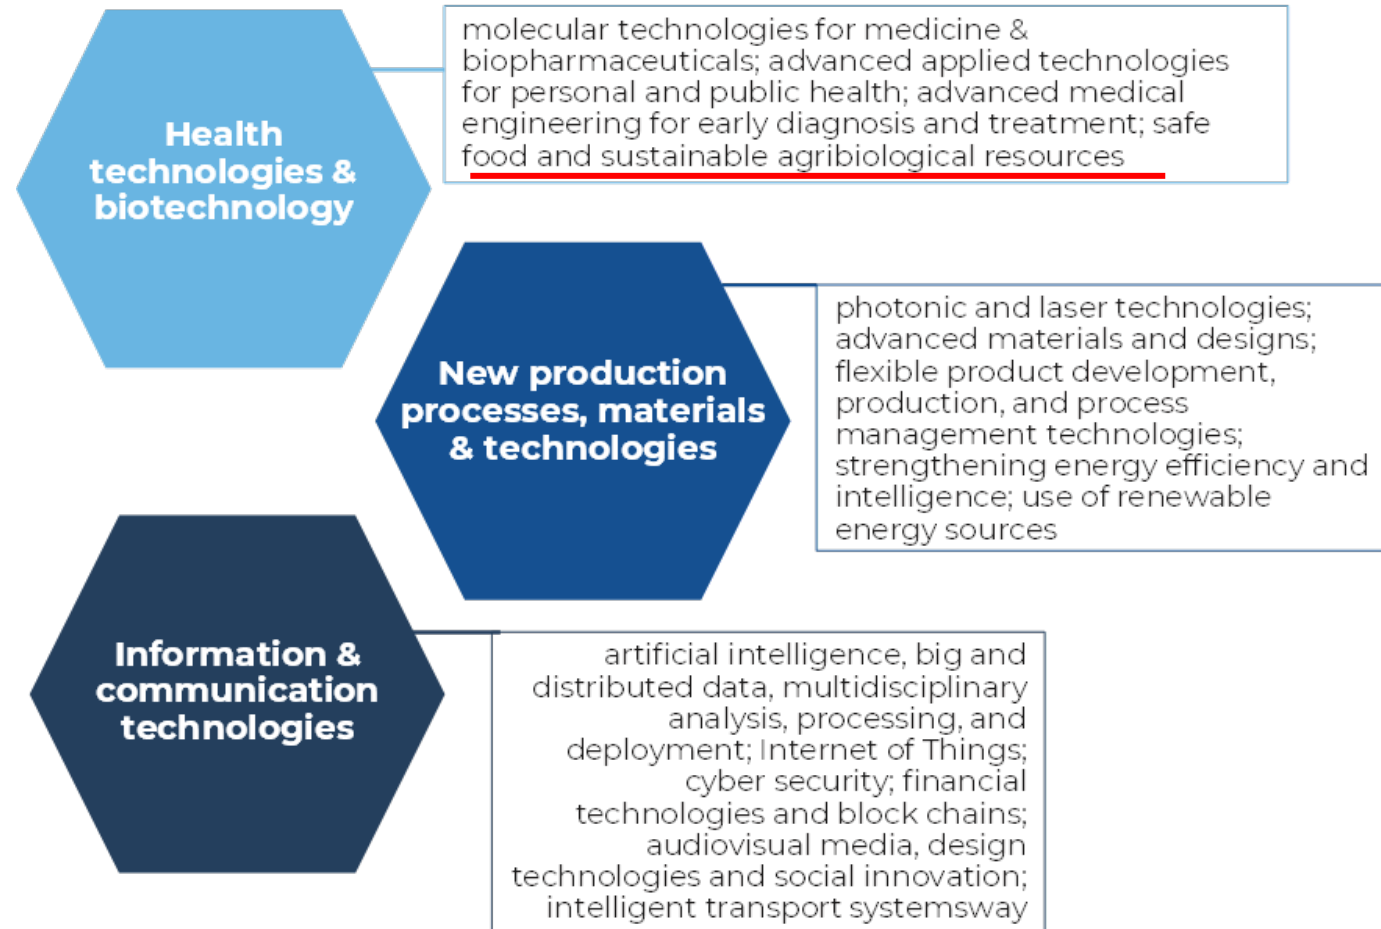 Health
technologies &
biotechnology
molecular technologies for medicine &
biopharmaceuticals; advanced applied technologies
for personal and public health; advanced medical
engineering for early diagnosis and treatment; safe
food and sustainable agribiological resources
New production
processes, materials
& technologies
photonic and laser technologies;
advanced materials and designs;
flexible product development,
production, and process
management technologies;
strengthening energy efficiency and
intelligence; use of renewable
energy sources
Information &
communication
technologies
artificial intelligence, big and
distributed data, multidisciplinary
analysis, processing, and
deployment; Internet of Things;
cyber security; financial
technologies and block chains;
audiovisual media, design
technologies and social innovation;
intelligent transport systemsway